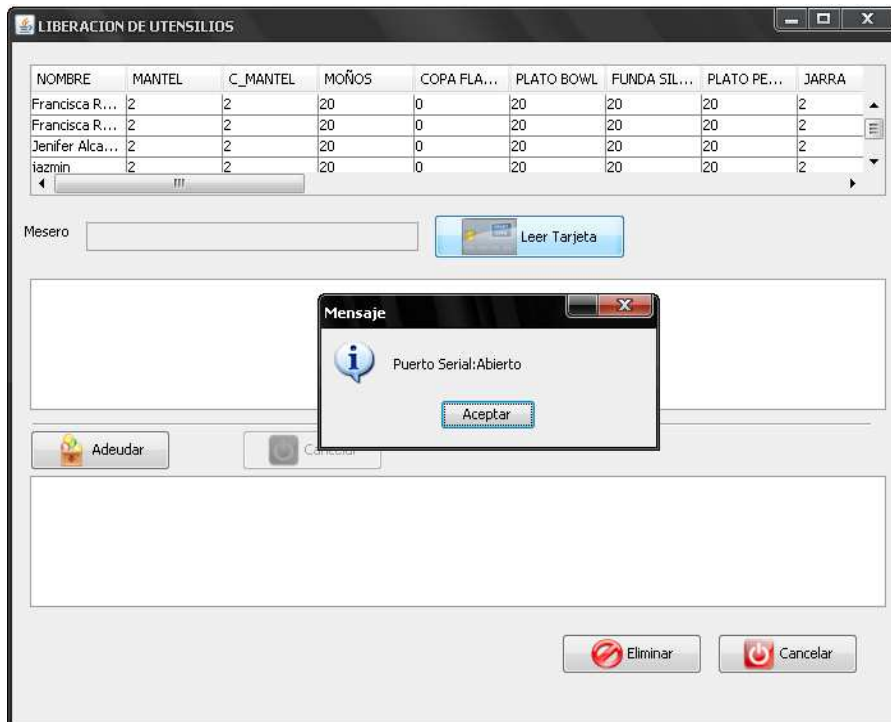 LIBERACION DE UTENSILIOS
NOMBRE MANTEL C_MANTEL MOÑOS COPA FLA... PLATO BOWL FUNDA SIL... PLATO PE... JARRA
Francisca R... 2 2 20 0 20 20 20 2
Francisca R... 2 2 20 0 20 20 20 2
Jenifer Alca... 2 2 20 0 20 20 20 2
jazmin 2 2 20 0 20 20 20 2
Mesero Leer Tarjeta
Mensaje
Puerto Serial:Abierto
Aceptar
Adeudar Cancelar
Eliminar Cancelar